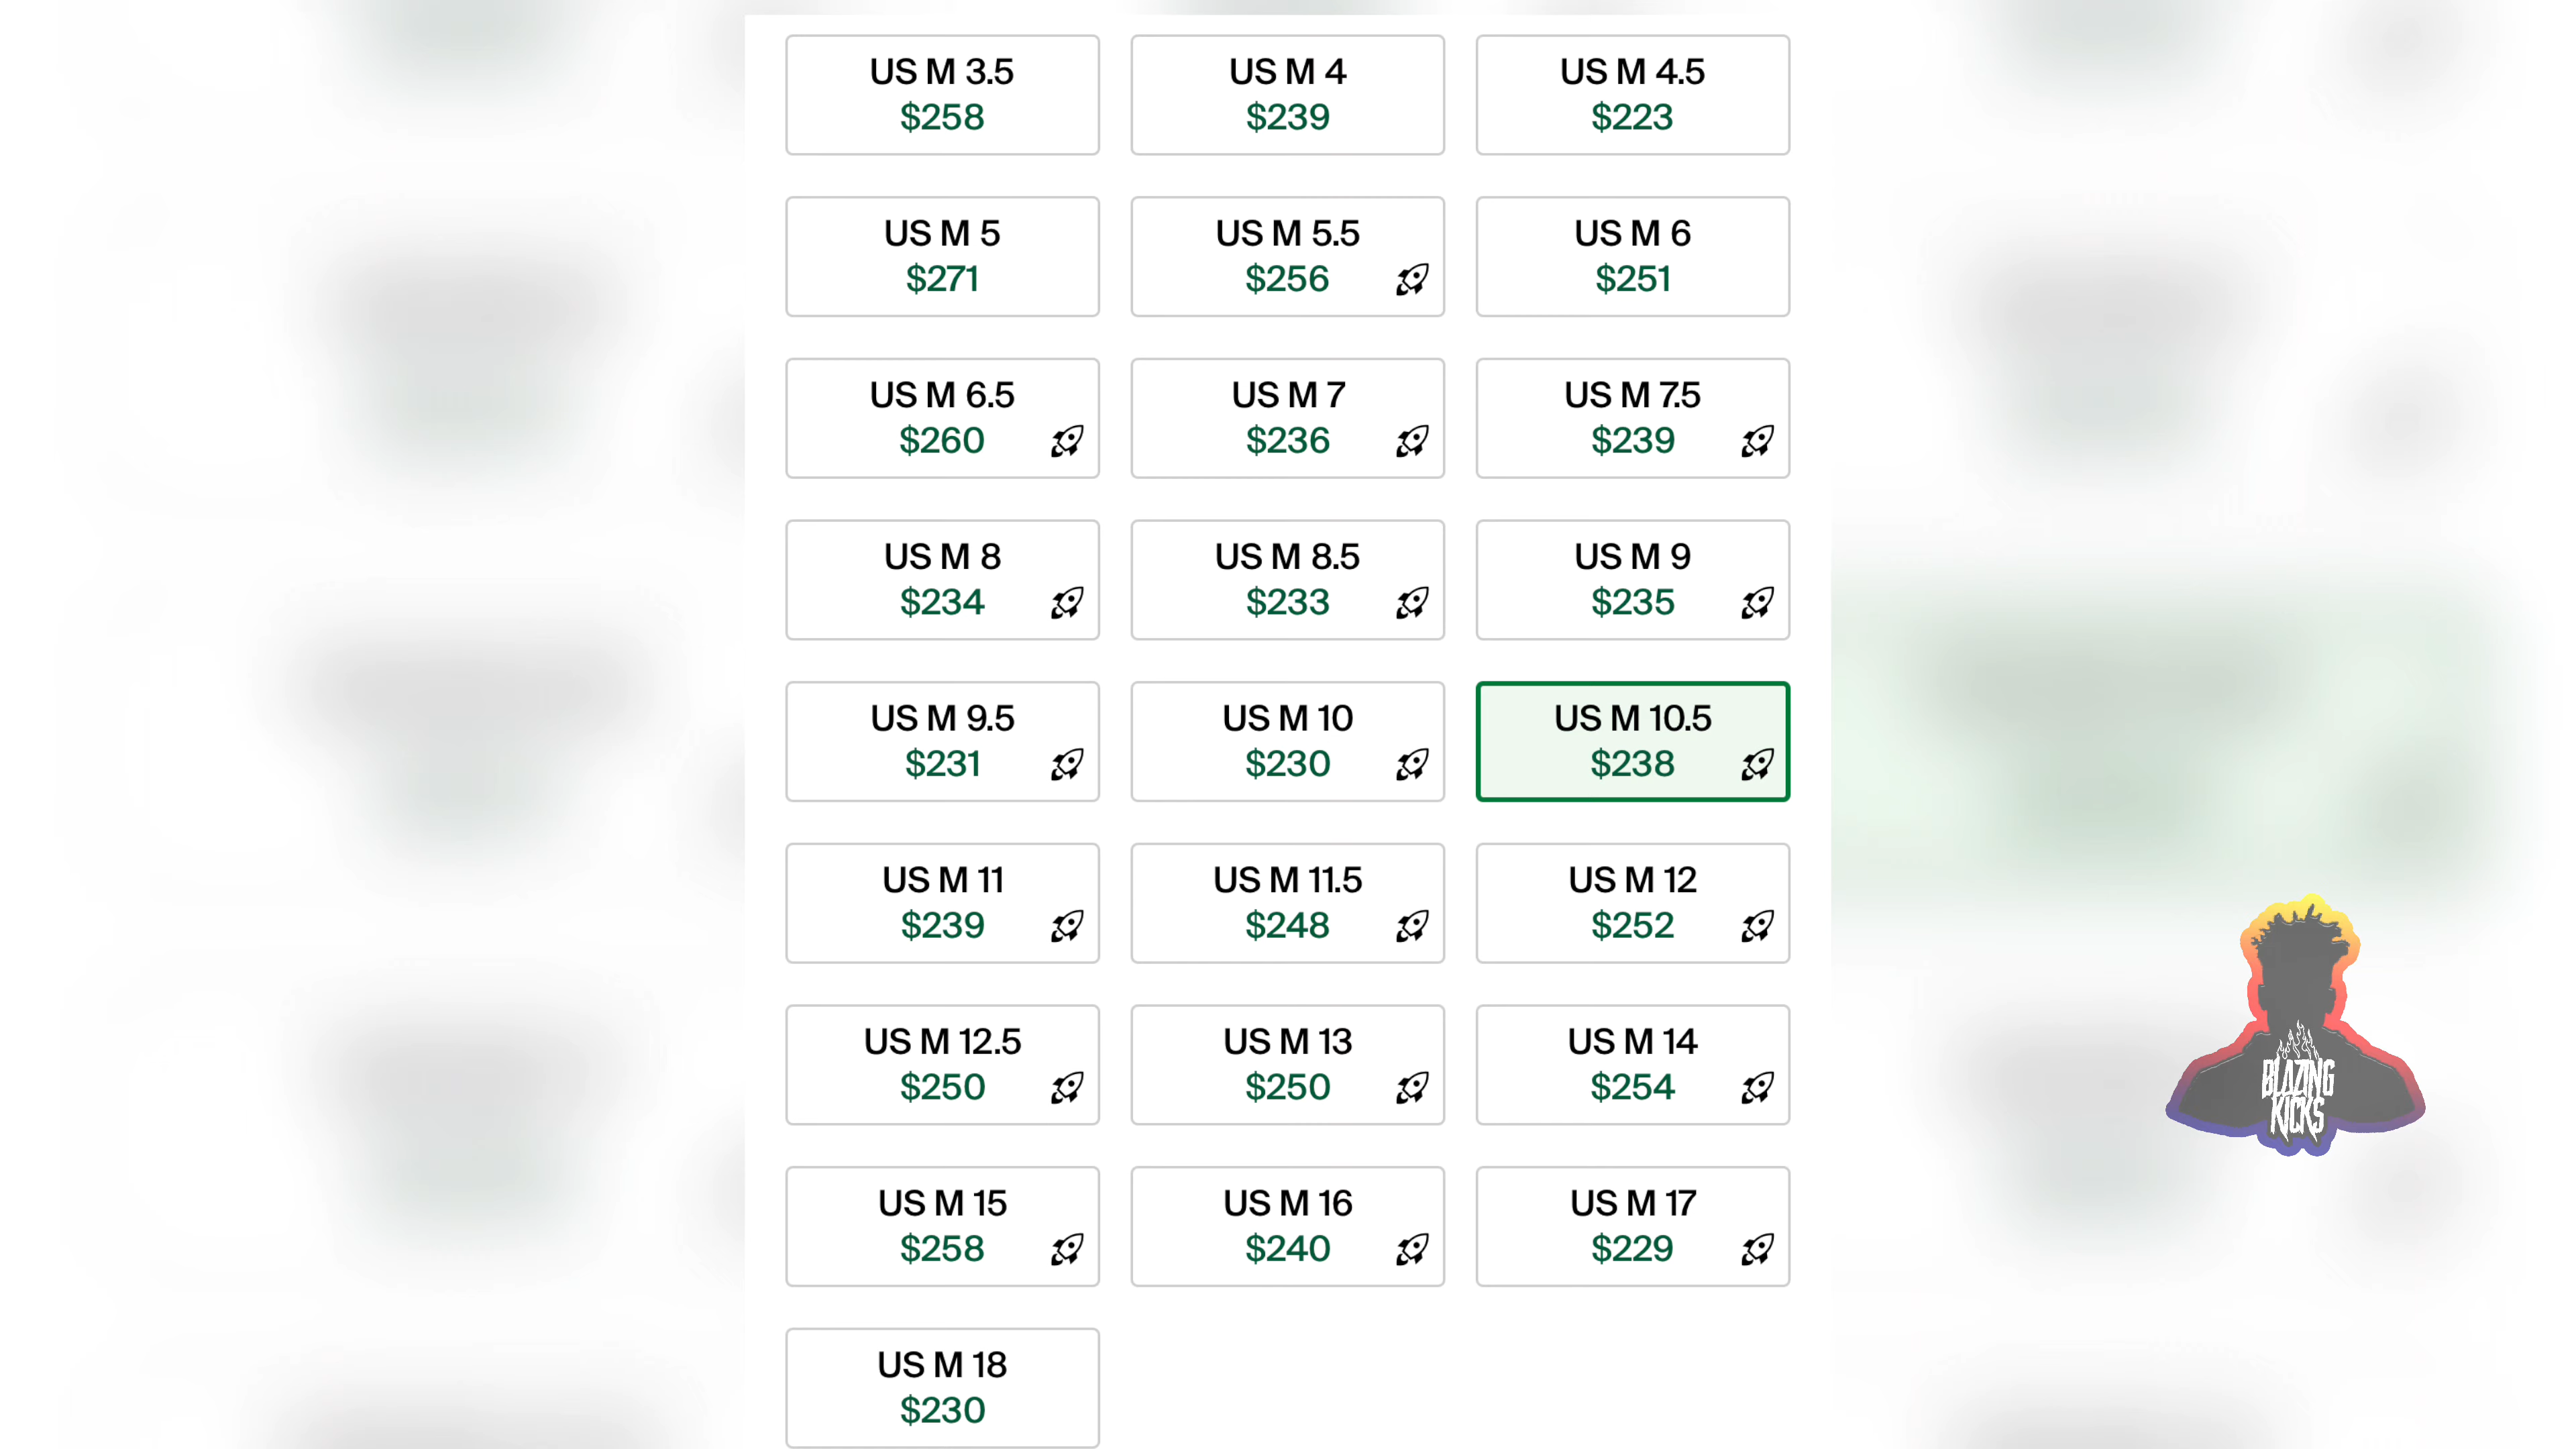 US M 3.5
$258
US M 4
$239
US M 4.5
$223
US M 5
$271
US M 5.5
$256
US M 6
$251
US M 6.5
$260
US M 7
$236
US M 7.5
$239
US M 8
$234
US M 8.5
$233
US M 9
$235
US M 9.5
$231
US M 10
$230
US M 10.5
$238
US M 11
$239
US M 11.5
$248
US M 12
$252
US M 12.5
$250
US M 13
$250
US M 14
$254
US M 15
$258
US M 16
$240
US M 17
$229
US M 18
$230
BLAZING
KICKS